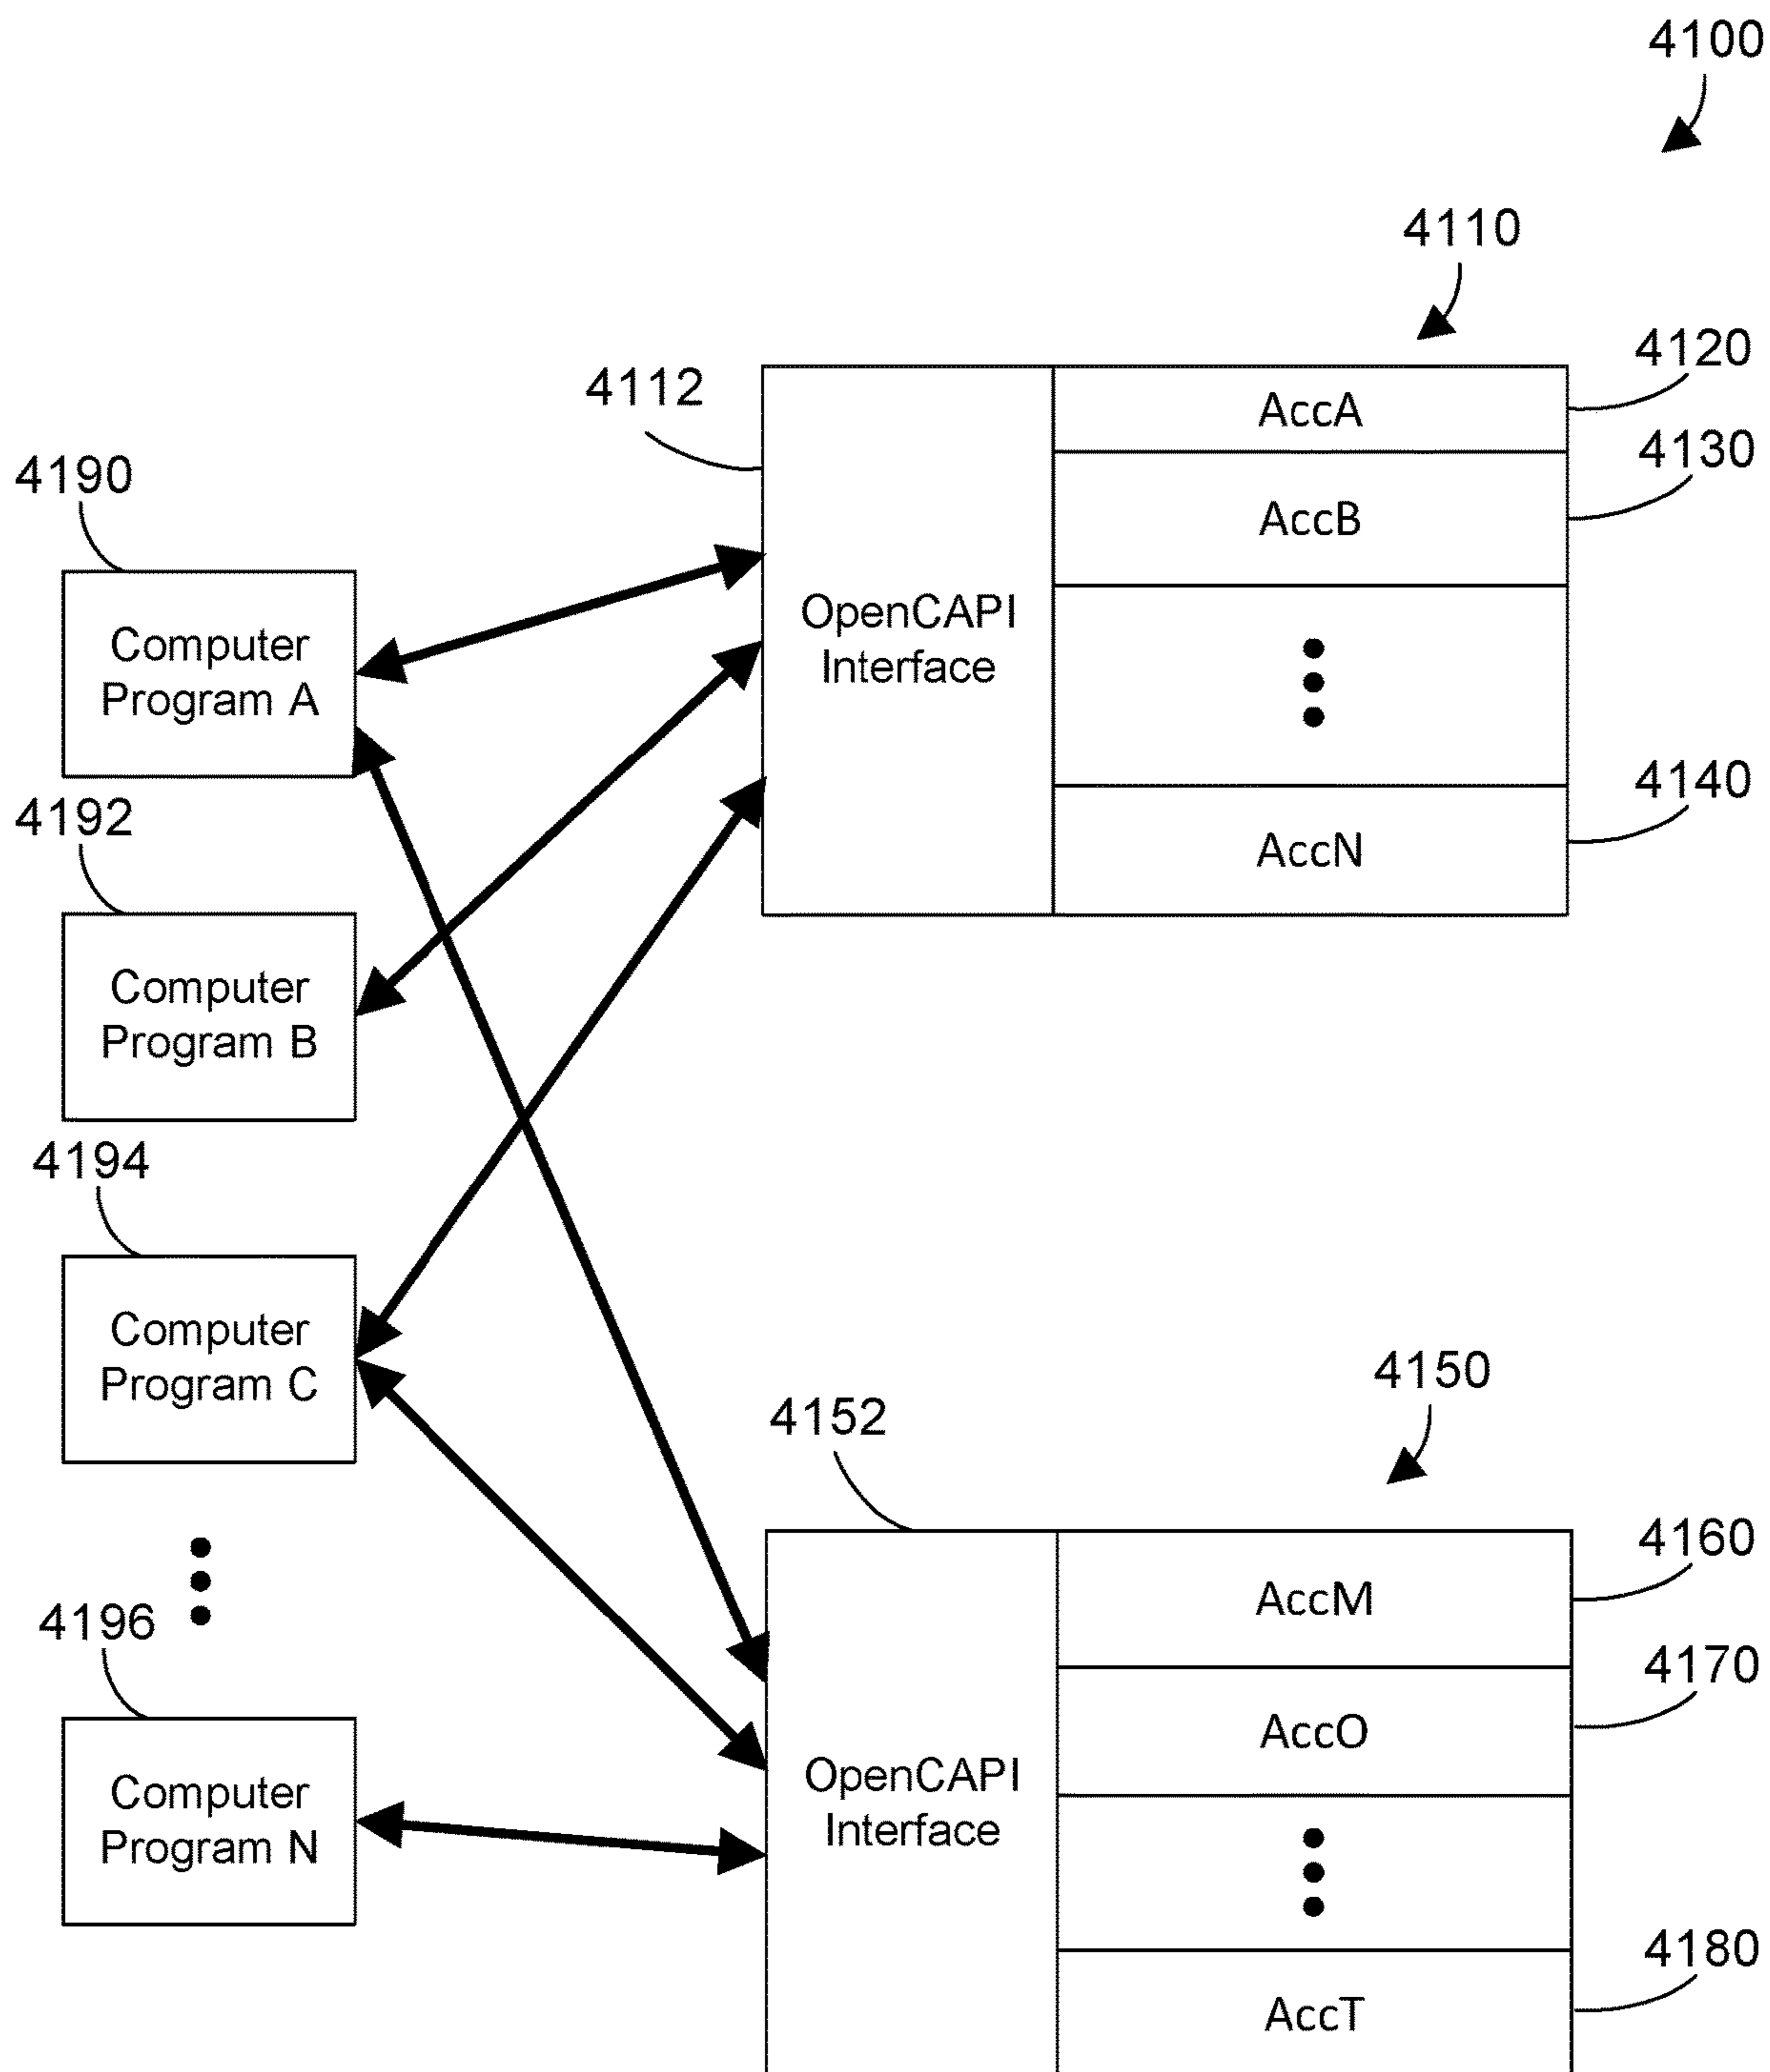 4100
4110
4120
4112
AccA
4130
4190
AccB
Computer
Program A
OpenCAPI
Interface
4140
4192
AccN
Computer
Program B
4194
Computer
Program C
4150
4152
4160
AccM
4196
4170
AccO
Computer
Program N
OpenCAPI
Interface
4180
AccT